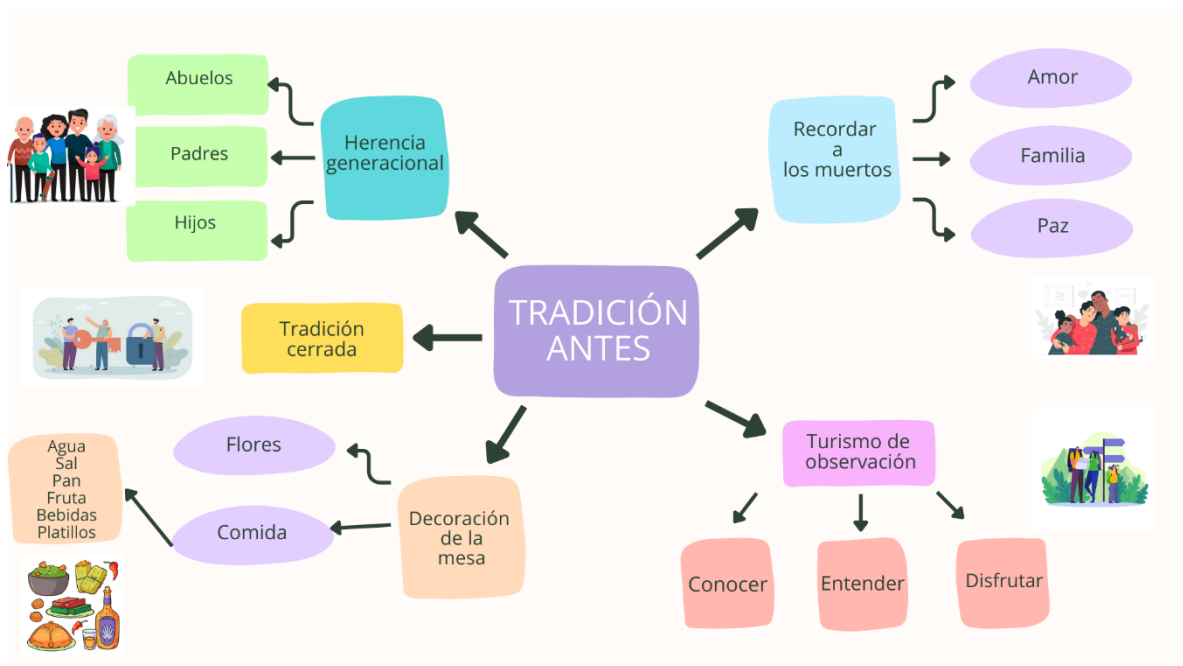 Abuelos
Padres
Hijos
Herencia
generacional
Recordar
a
los muertos
Amor
Familia
Paz
TRADICIÓN
ANTES
Tradición
cerrada
Flores
Comida
Agua
Sal
Pan
Fruta
Bebidas
Platillos
Decoración
de la
mesa
Turismo de
observación
Conocer
Entender
Disfrutar